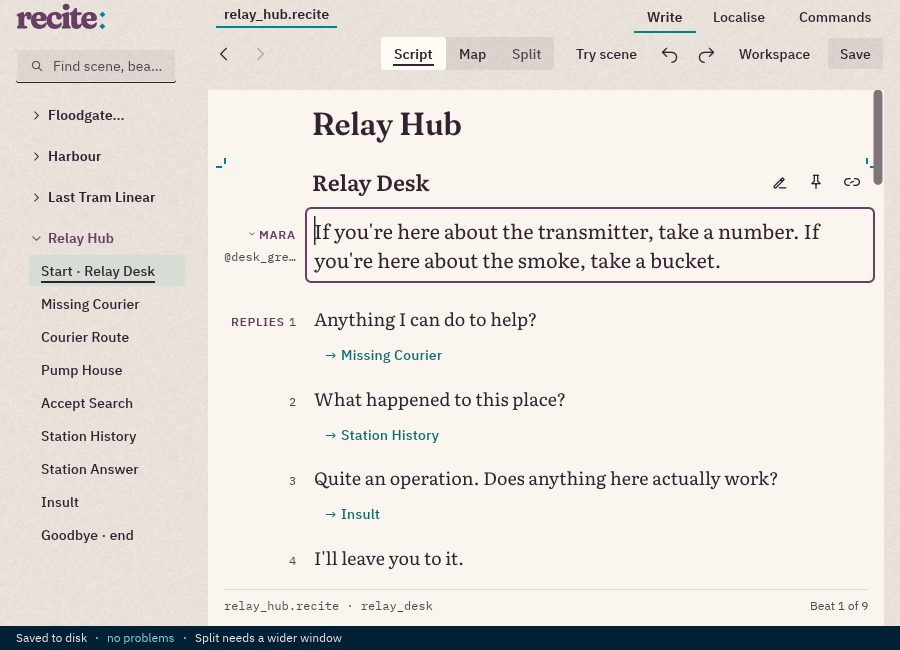 recite:
relay_hub.recite
Write
Localise
Commands
Find scene, bea...
Script
Map
Split
Try scene
Workspace
Save
Floodgate...
Harbour
Last Tram Linear
Relay Hub
Start · Relay Desk
Missing Courier
Courier Route
Pump House
Accept Search
Station History
Station Answer
Insult
Goodbye · end
Relay Hub
Relay Desk
MARA
@desk_gre…
If you're here about the transmitter, take a number. If
you're here about the smoke, take a bucket.
REPLIES 1
Anything I can do to help?
→ Missing Courier
2
What happened to this place?
→ Station History
3
Quite an operation. Does anything here actually work?
→ Insult
4
I'll leave you to it.
relay_hub.recite · relay_desk
Beat 1 of 9
Saved to disk · no problems · Split needs a wider window